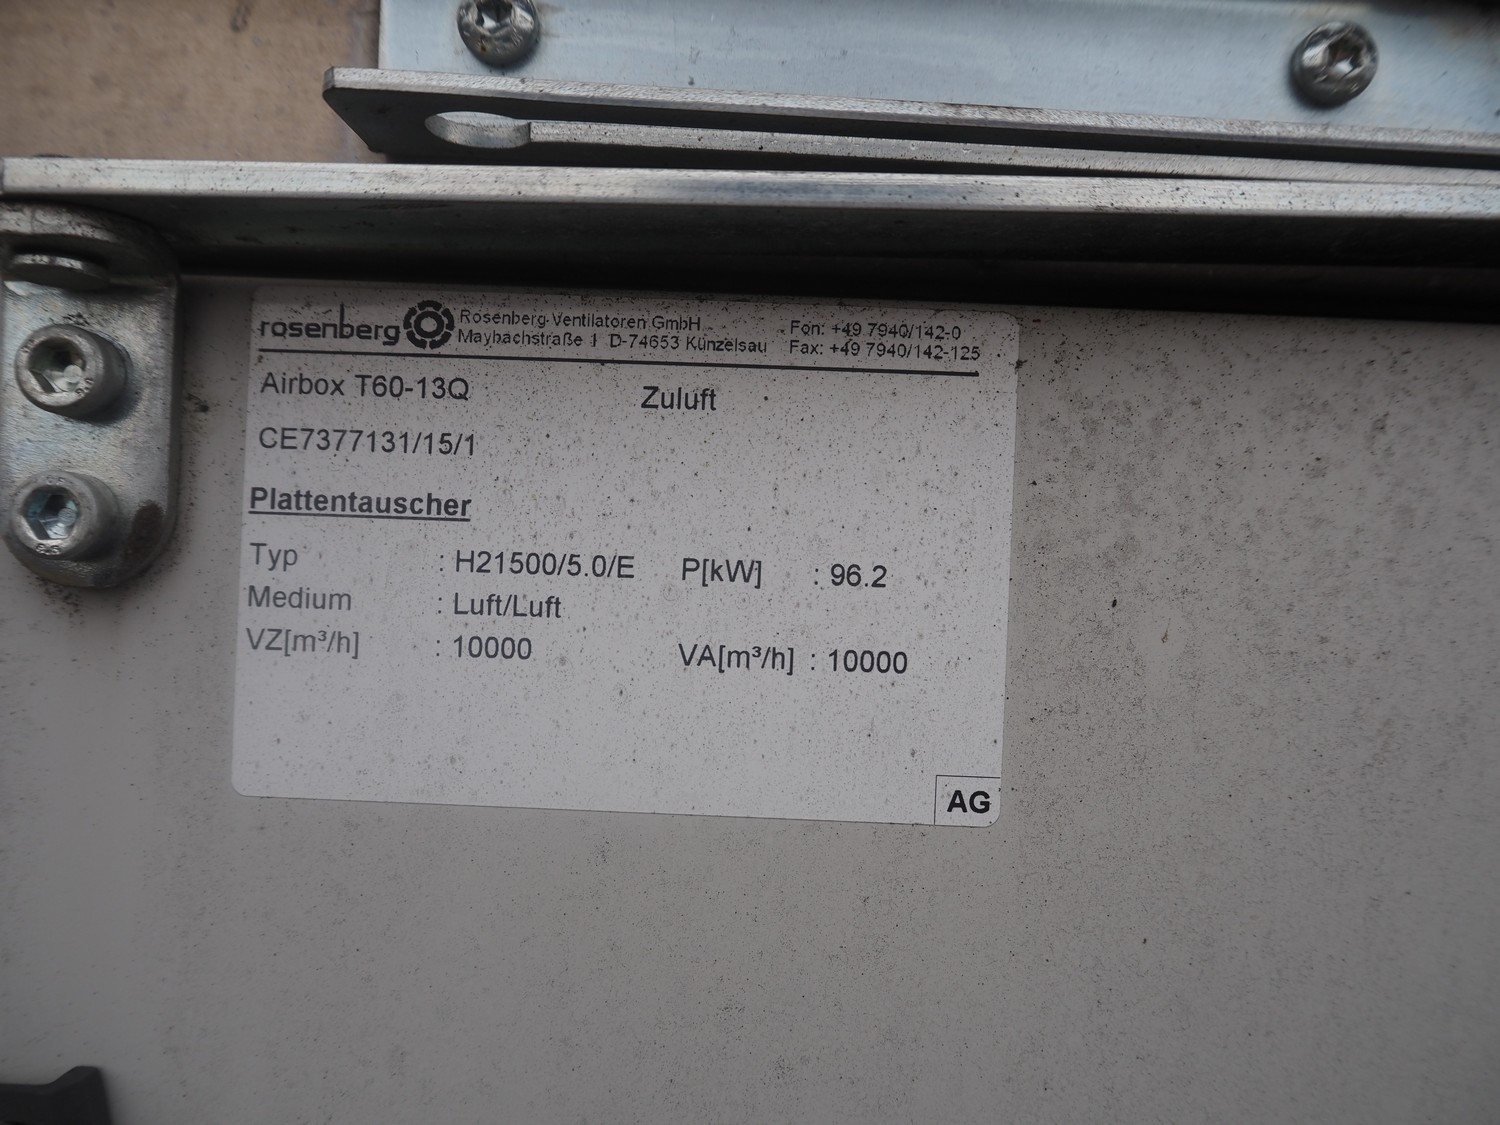 rosenberg
Rosenberg Ventilatoren GmbH
Maybachstraße 1 D-74653 Künzelsau
Fon: +49 7940/142-0
Fax: +49 7940/142-125
Airbox T60-13Q Zuluft
CE7377131/15/1
Plattentauscher
Typ : H21500/5.0/E P[kW] : 96.2
Medium : Luft/Luft
VZ[m³/h] : 10000 VA[m³/h] : 10000
AG